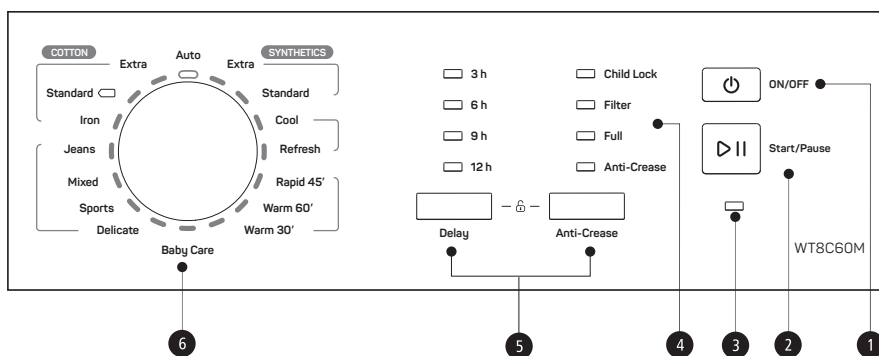 COTTON
Auto
SYNTHETICS
Extra
Extra
Standard
Standard
Iron
Cool
Jeans
Refresh
Mixed
Rapid 45'
Sports
Warm 60'
Delicate
Warm 30'
Baby Care
3 h
6 h
9 h
12 h
Child Lock
Filter
Full
Anti-Crease
Delay
Anti-Crease
ON/OFF
Start/Pause
WT8C60M
6
5
4
3
2
1